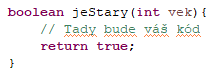 boolean jeStary(int vek){
    // Tady bude váš kód
    return true;
}